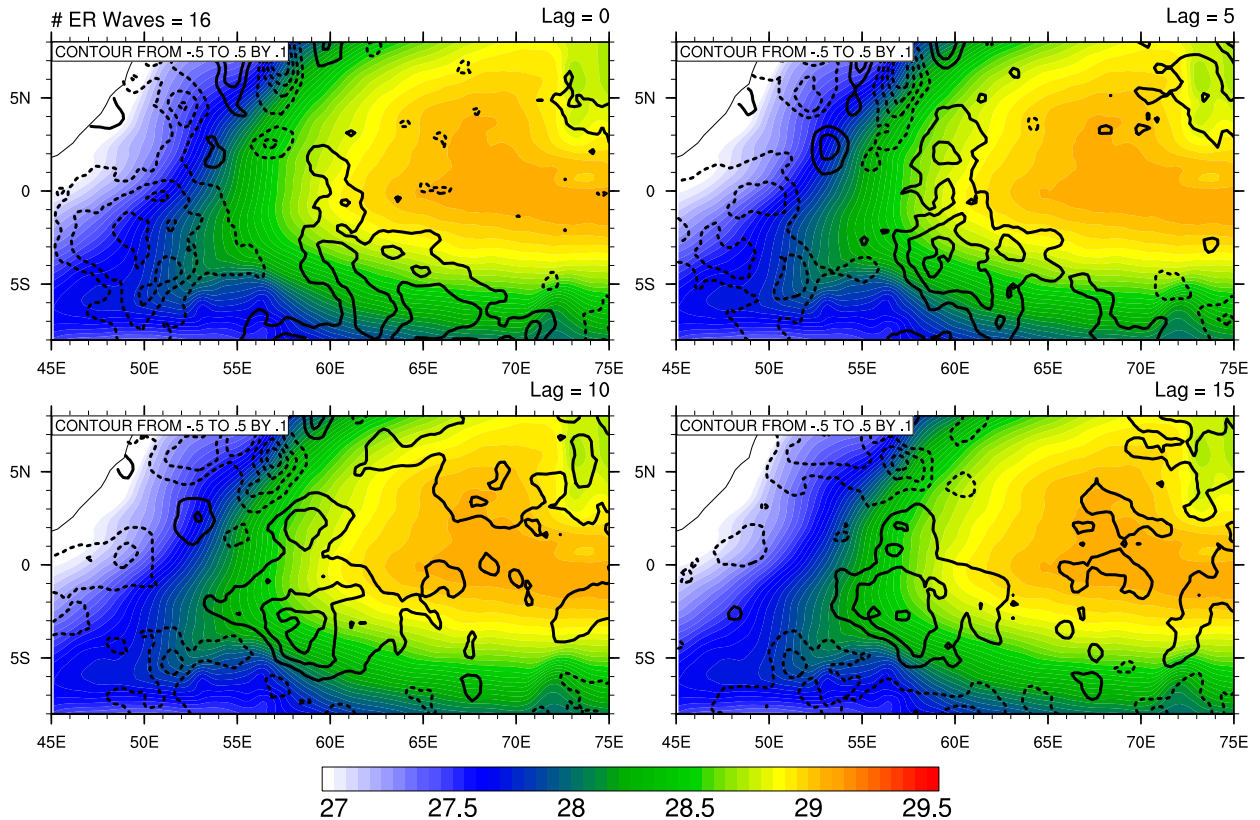 # ER Waves = 16 Lag = 0 Lag = 5
CONTOUR FROM -.5 TO .5 BY .1 CONTOUR FROM -.5 TO .5 BY .1
5N 5N
0 0
5S 5S
45E 50E 55E 60E 65E 70E 75E 45E 50E 55E 60E 65E 70E 75E
Lag = 10 Lag = 15
CONTOUR FROM -.5 TO .5 BY .1 CONTOUR FROM -.5 TO .5 BY .1
5N 5N
0 0
5S 5S
45E 50E 55E 60E 65E 70E 75E 45E 50E 55E 60E 65E 70E 75E
27 27.5 28 28.5 29 29.5